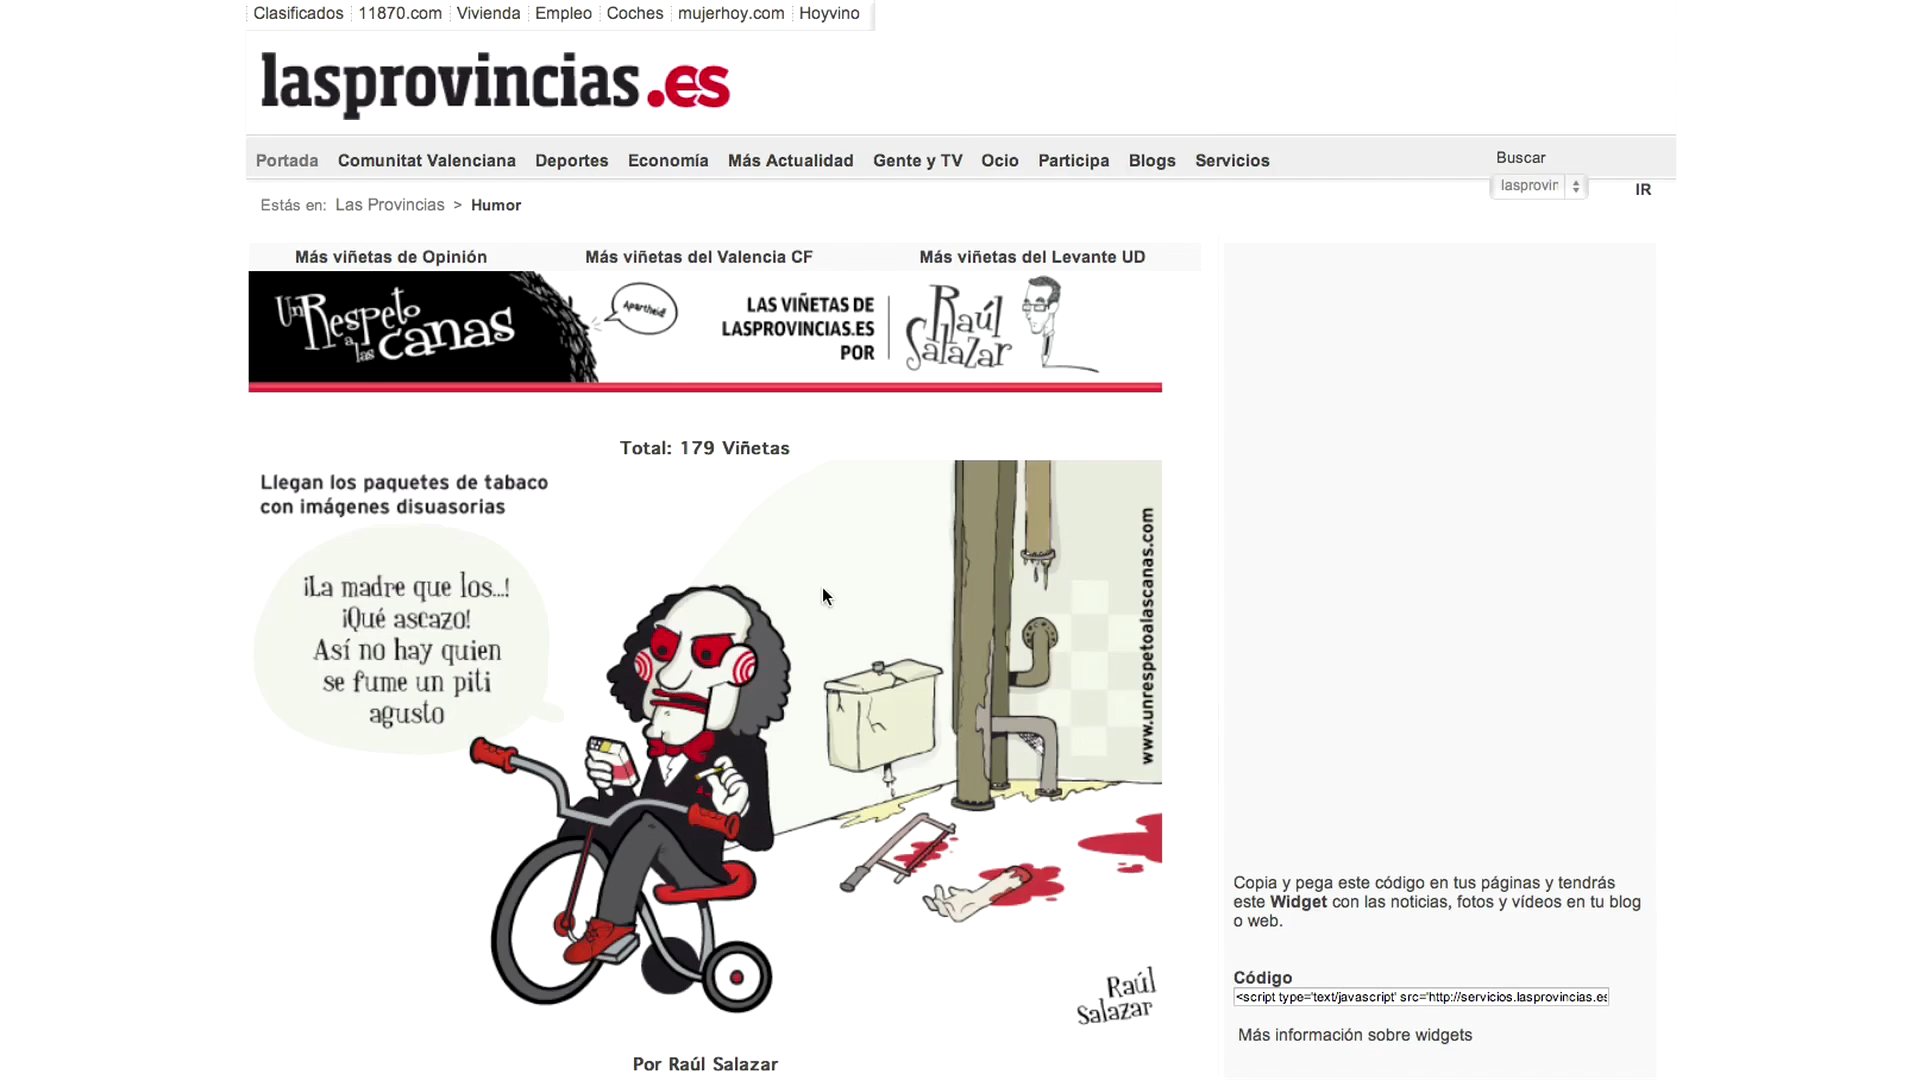 Clasificados 11870.com Vivienda Empleo Coches mujerhoy.com Hoyvino
lasprovincias.es
Portada Comunitat Valenciana Deportes Economía Más Actualidad Gente y TV Ocio Participa Blogs Servicios
Buscar
lasprovin
IR
Estás en: Las Provincias > Humor
Más viñetas de Opinión Más viñetas del Valencia CF Más viñetas del Levante UD
Un Respeto a las canas
Apartheid!
LAS VIÑETAS DE
LASPROVINCIAS.ES
POR
Raúl
Salazar
Total: 179 Viñetas
Llegan los paquetes de tabaco
con imágenes disuasorias
¡La madre que los...!
¡Qué ascazo!
Así no hay quien
se fume un piti
agusto
www.unrespetoalascanas.com
Raúl
Salazar
Por Raúl Salazar
Copia y pega este código en tus páginas y tendrás
este Widget con las noticias, fotos y vídeos en tu blog
o web.
Código
<script type='text/javascript' src='http://servicios.lasprovincias.es
Más información sobre widgets